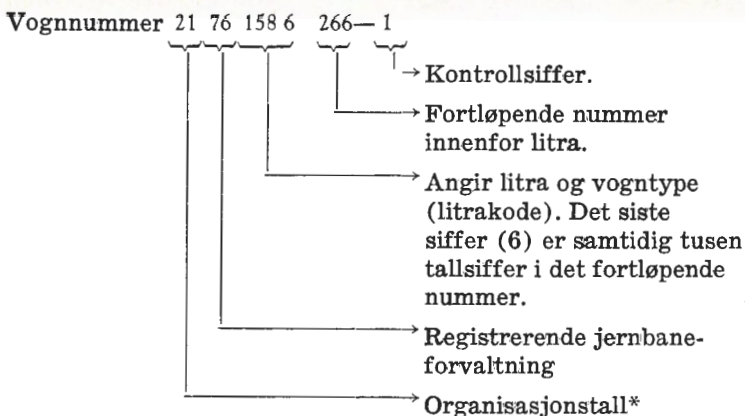 Vognnummer 21 76 158 6 266— 1
Kontrollsiffer.
Fortløpende nummer
innenfor litra.
Angir litra og vogntype
(litrakode). Det siste
siffer (6) er samtidig tusen
tallsiffer i det fortløpende
nummer.
Registrerende jernbane-
forvaltning
Organisasjonstall*